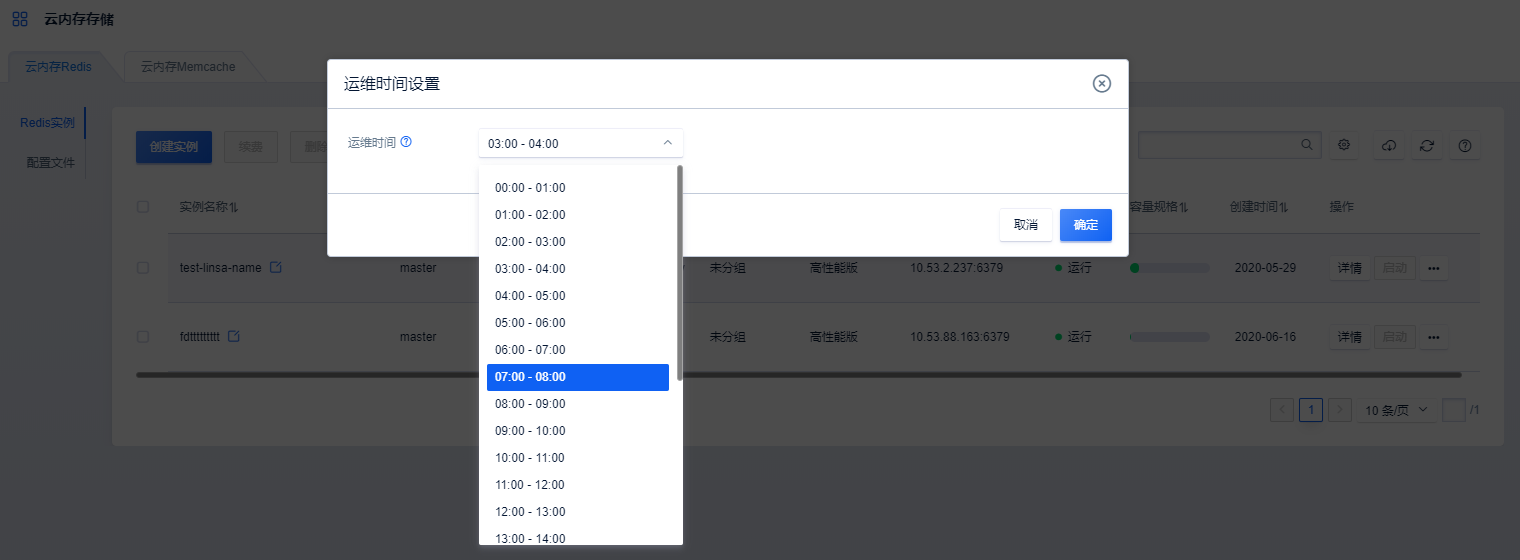 云内存存储
云内存Redis 云内存Memcache
运维时间设置
Redis实例
配置文件
创建实例 续费 删除
运维时间 03:00 - 04:00
00:00 - 01:00
01:00 - 02:00
02:00 - 03:00
03:00 - 04:00
04:00 - 05:00
05:00 - 06:00
06:00 - 07:00
07:00 - 08:00
08:00 - 09:00
09:00 - 10:00
10:00 - 11:00
11:00 - 12:00
12:00 - 13:00
13:00 - 14:00
取消 确定
实例名称 容量规格 创建时间 操作
test-linsa-name master 未分组 高性能版 10.53.2.237:6379 运行 2020-05-29 详情 启动
fdtttttttttt master 未分组 高性能版 10.53.88.163:6379 运行 2020-06-16 详情 启动
1 10 条/页 /1